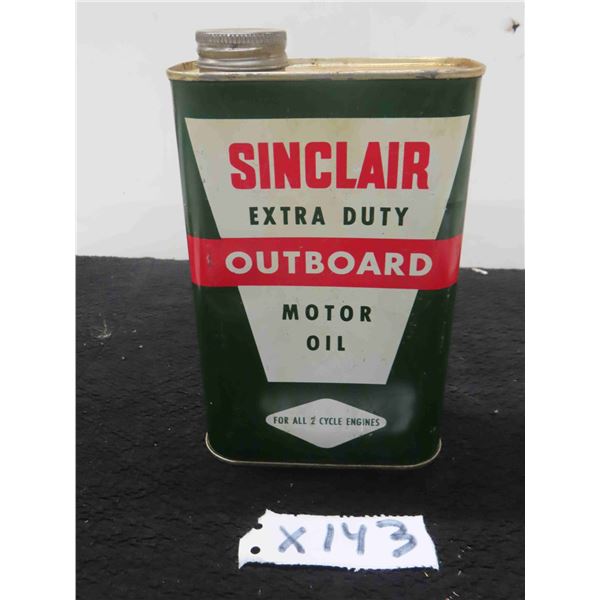 SINCLAIR
EXTRA DUTY
OUTBOARD
MOTOR
OIL
FOR ALL 2 CYCLE ENGINES
X143